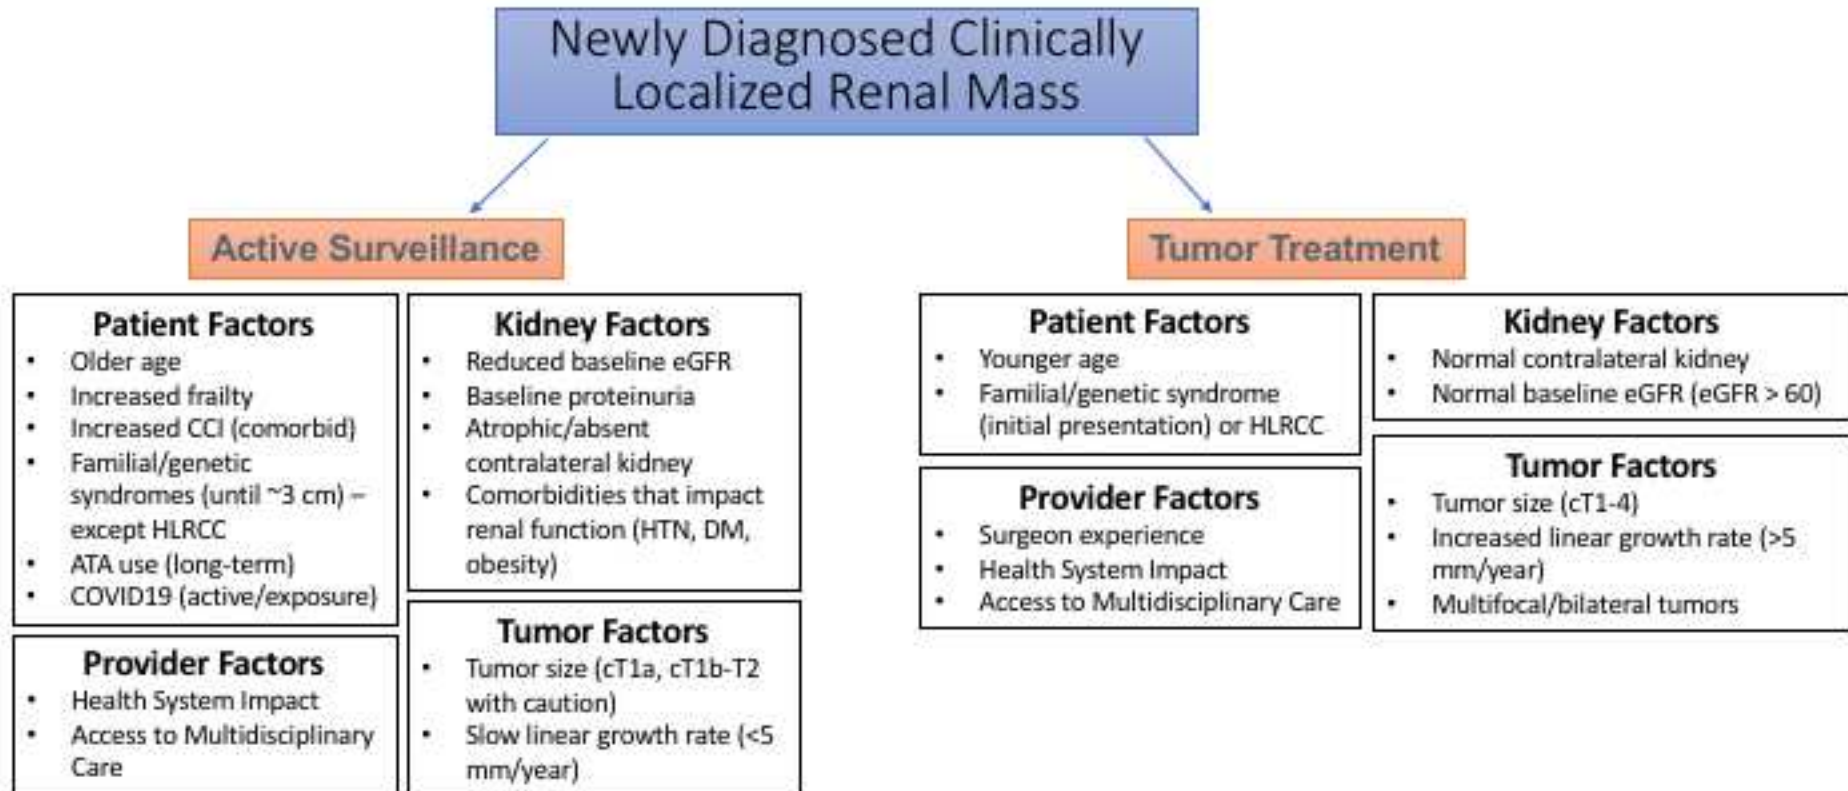 Newly Diagnosed Clinically
Localized Renal Mass
Active Surveillance
Patient Factors
• Older age
• Increased frailty
• Increased CCI (comorbid)
• Familial/genetic
syndromes (until ~3 cm) –
except HLRCC
• ATA use (long-term)
• COVID19 (active/exposure)
Provider Factors
• Health System Impact
• Access to Multidisciplinary
Care
Kidney Factors
• Reduced baseline eGFR
• Baseline proteinuria
• Atrophic/absent
contralateral kidney
• Comorbidities that impact
renal function (HTN, DM,
obesity)
Tumor Factors
• Tumor size (cT1a, cT1b-T2
with caution)
• Slow linear growth rate (<5
mm/year)
Tumor Treatment
Patient Factors
• Younger age
• Familial/genetic syndrome
(initial presentation) or HLRCC
Provider Factors
• Surgeon experience
• Health System Impact
• Access to Multidisciplinary Care
Kidney Factors
• Normal contralateral kidney
• Normal baseline eGFR (eGFR > 60)
Tumor Factors
• Tumor size (cT1-4)
• Increased linear growth rate (>5
mm/year)
• Multifocal/bilateral tumors